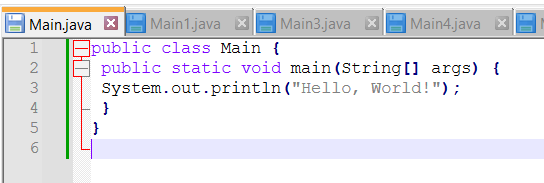 Main.java Main1.java Main3.java Main4.java
1 public class Main {
2 public static void main(String[] args) {
3 System.out.println("Hello, World!");
4 }
5 }
6